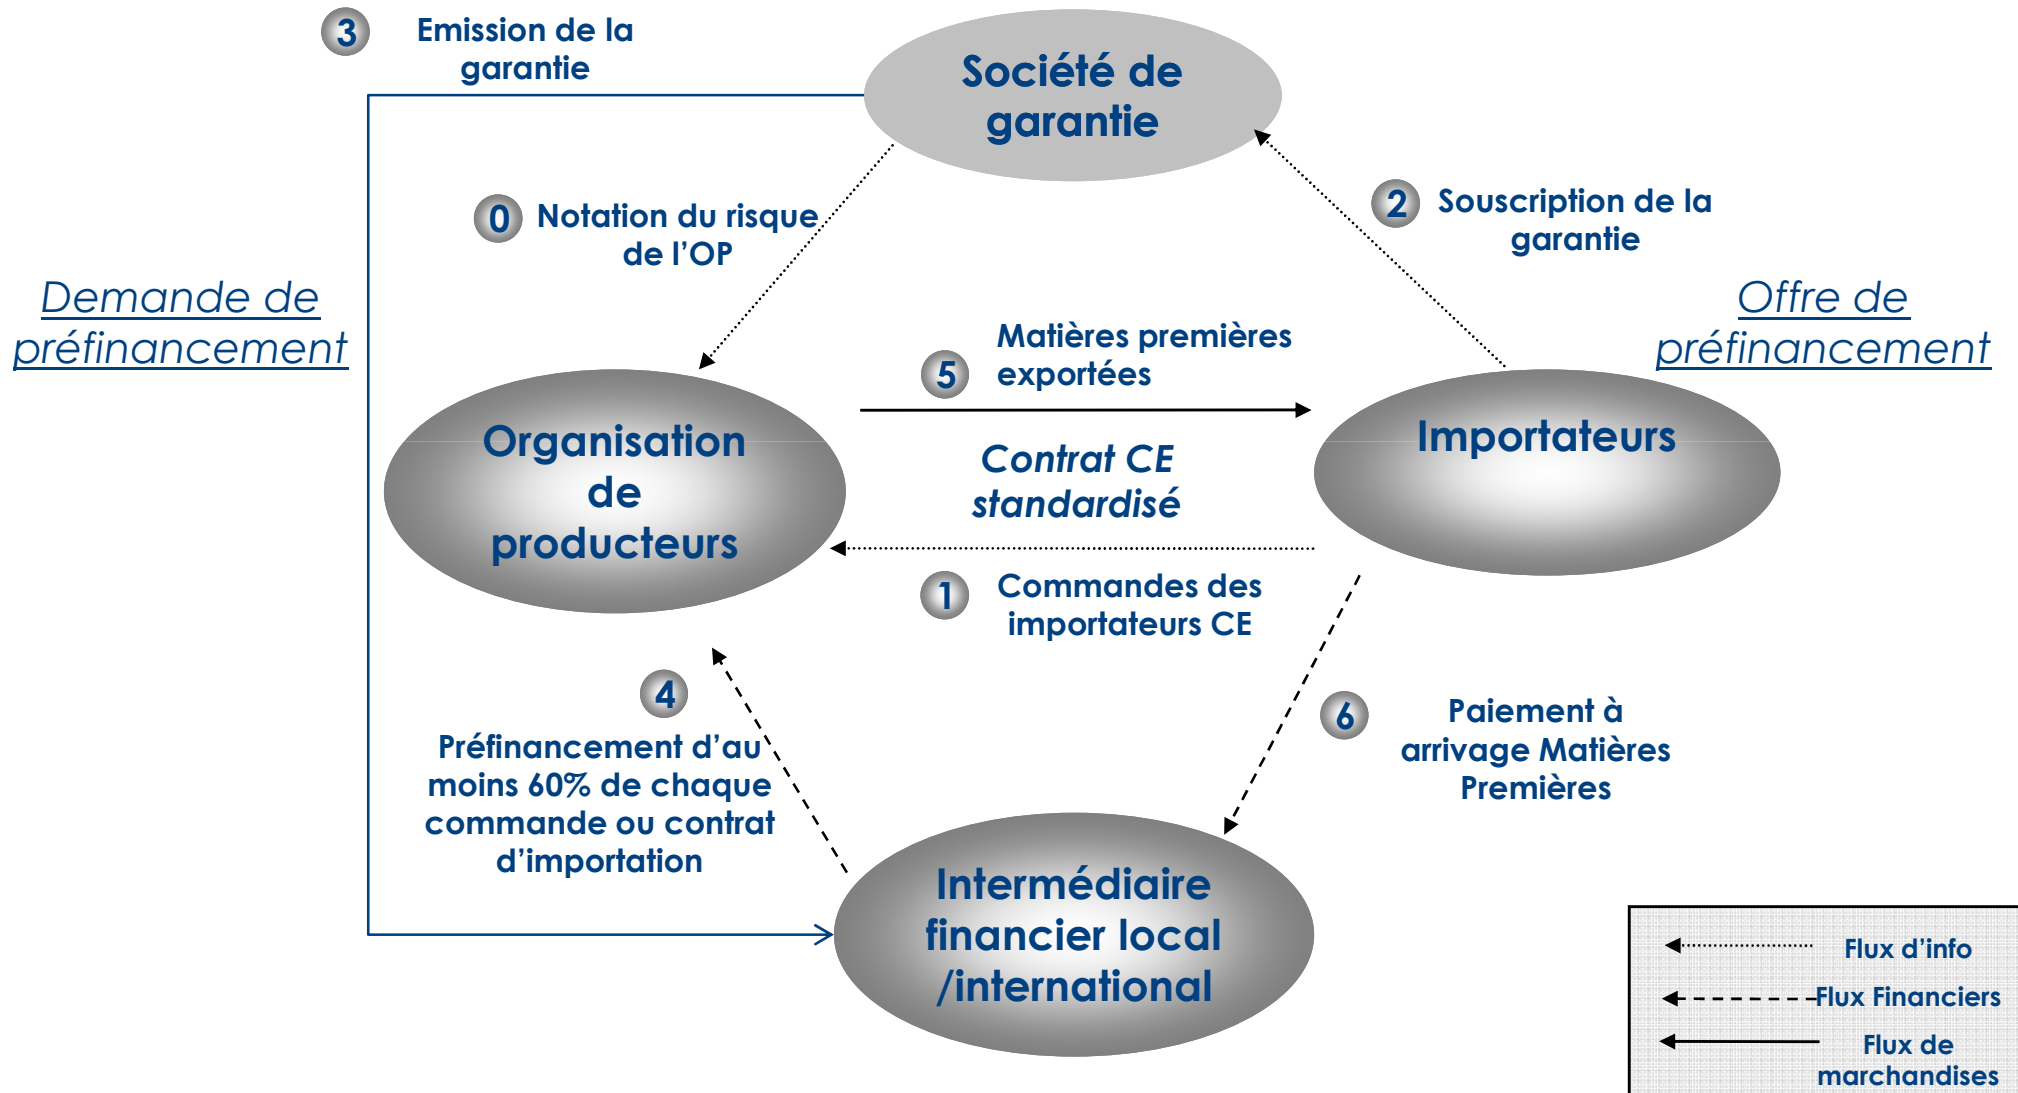 3
Emission de la
garantie
Société de
garantie
0
Notation du risque
de l’OP
2
Souscription de la
garantie
Demande de
préfinancement
Offre de
préfinancement
5
Matières premières
exportées
Organisation
de
producteurs
Contrat CE
standardisé
Importateurs
1
Commandes des
importateurs CE
4
Préfinancement d’au
moins 60% de chaque
commande ou contrat
d’importation
6
Paiement à
arrivage Matières
Premières
Intermédiaire
financier local
/international
Flux d’info
Flux Financiers
Flux de
marchandises